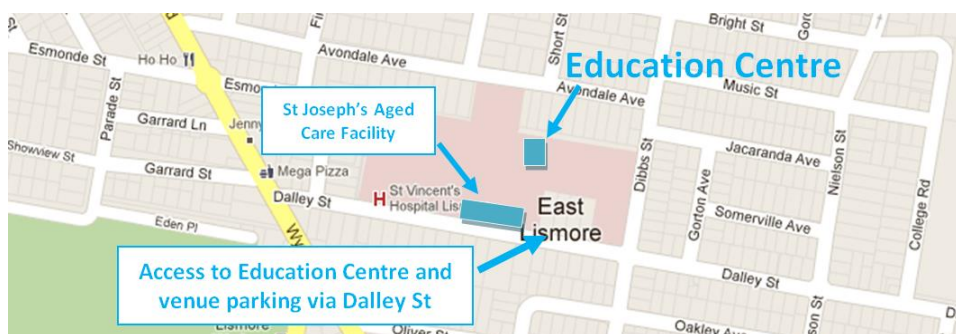 Bright St
Esmonde St
Ho Ho
Avondale Ave
Short St
Education Centre
Avondale Ave
Music St
Parade St
St Joseph's Aged
Care Facility
Garrard Ln
Jacaranda Ave
Nielson St
Showview St
Garrard St
Mega Pizza
Dibbs St
H
St Vincent's
Dalley St
Gorton Ave
Somerville Ave
College Rd
East
Lismore
Eden Pl
Access to Education Centre and
venue parking via Dalley St
Dalley St
Lismore
Oliver St
Oakley Ave